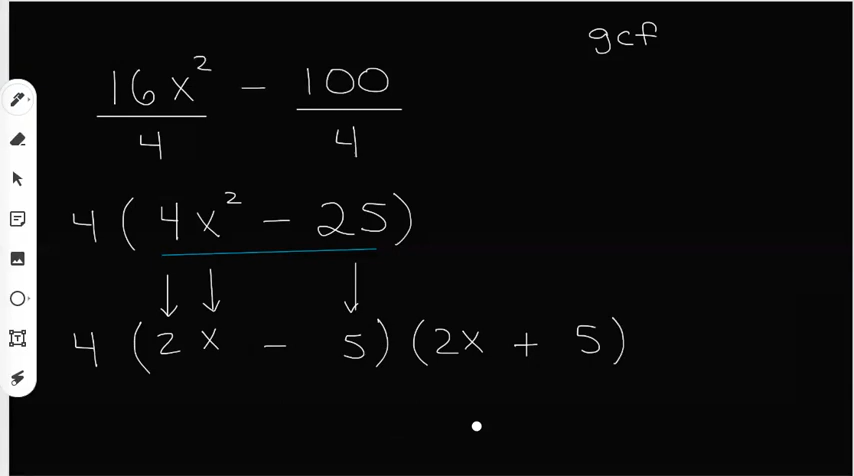 gcf
16x² - 100
4 4
4 ( 4x² - 25 )
4 ( 2x - 5 ) ( 2x + 5 )